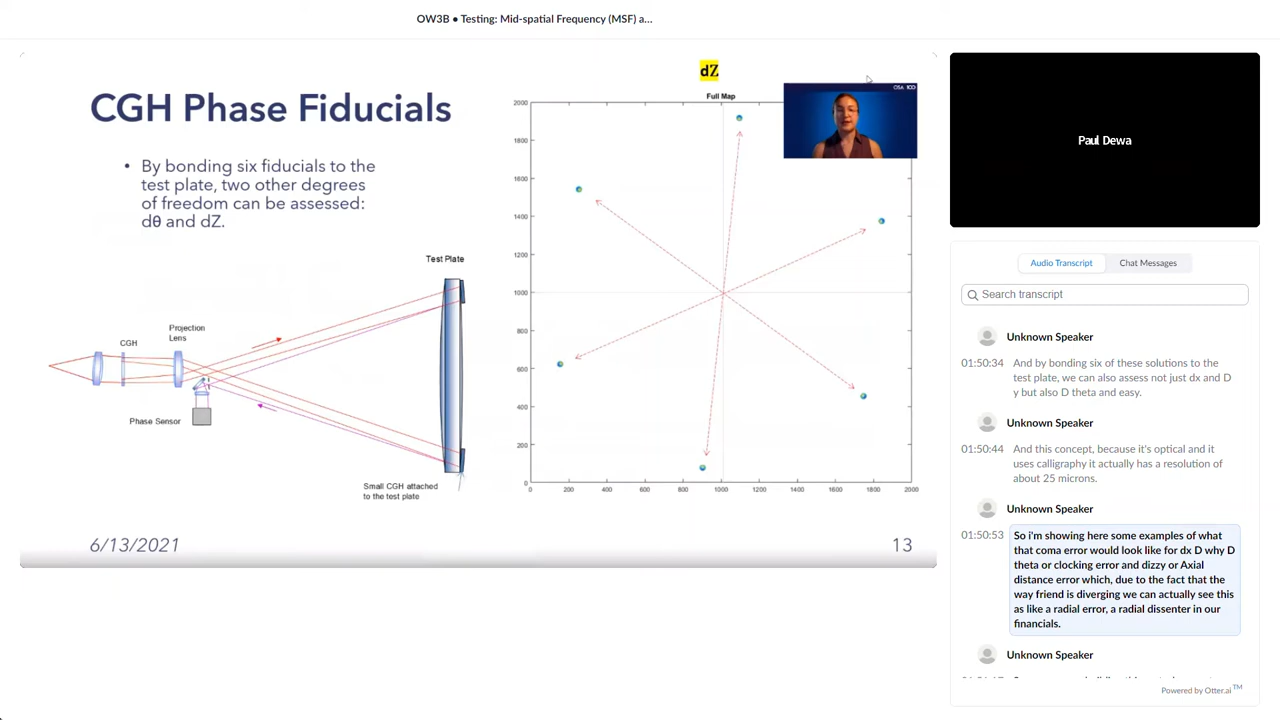 OW3B ● Testing: Mid-spatial Frequency (MSF) a...
CGH Phase Fiducials
• By bonding six fiducials to the
test plate, two other degrees
of freedom can be assessed:
dθ and dZ.
Test Plate
Projection
Lens
CGH
Phase Sensor
Small CGH attached
to the test plate
6/13/2021
13
dZ
Full Map
2000
1800
1600
1400
1200
1000
800
600
400
200
0
0 200 400 600 800 1000 1200 1400 1600 1800 2000
OSA 100
Paul Dewa
Audio Transcript
Chat Messages
Search transcript
Unknown Speaker
01:50:34
And by bonding six of these solutions to the
test plate, we can also assess not just dx and D
y but also D theta and easy.
Unknown Speaker
01:50:44
And this concept, because it's optical and it
uses calligraphy it actually has a resolution of
about 25 microns.
Unknown Speaker
01:50:53
So i'm showing here some examples of what
that coma error would look like for dx D why D
theta or clocking error and dizzy or Axial
distance error which, due to the fact that the
way friend is diverging we can actually see this
as like a radial error, a radial dissenter in our
financials.
Unknown Speaker
Powered by Otter.ai TM